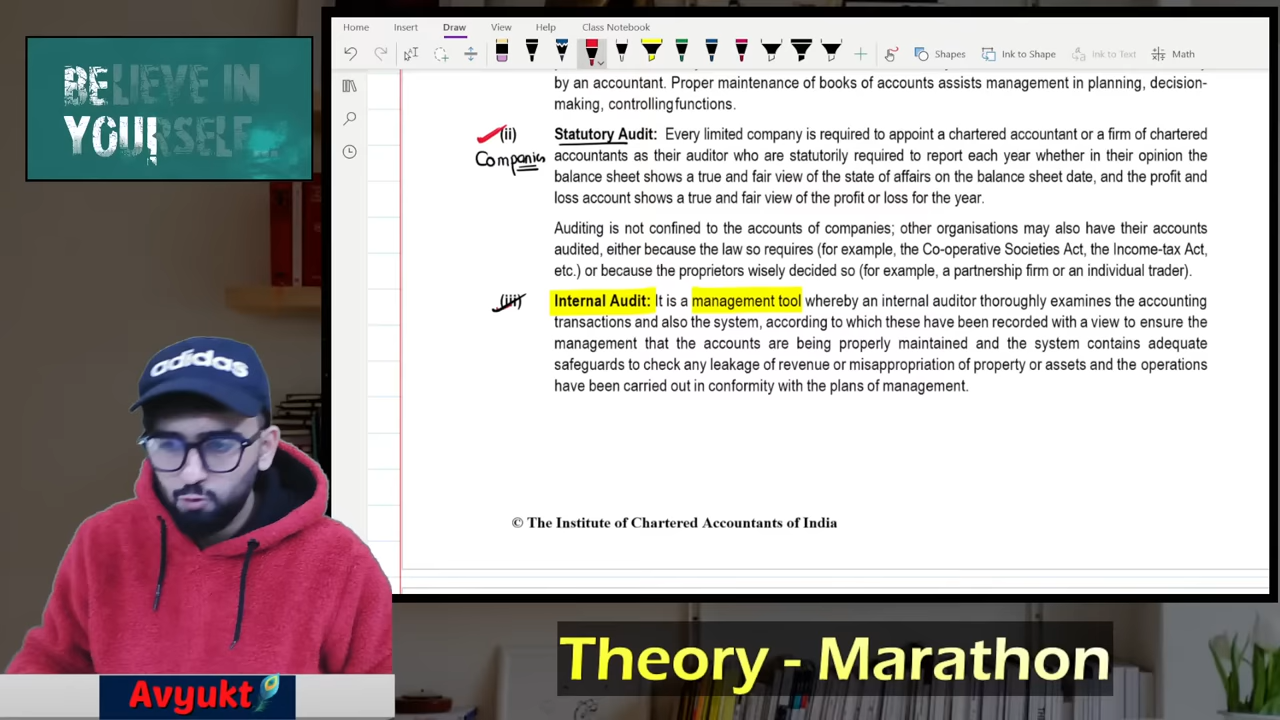 BELIEVE IN
YOURSELF
Home Insert Draw View Help Class Notebook
Shapes Ink to Shape Ink to Text Math
by an accountant. Proper maintenance of books of accounts assists management in planning, decision-
making, controlling functions.
(ii) Statutory Audit: Every limited company is required to appoint a chartered accountant or a firm of chartered
Companies accountants as their auditor who are statutorily required to report each year whether in their opinion the
balance sheet shows a true and fair view of the state of affairs on the balance sheet date, and the profit and
loss account shows a true and fair view of the profit or loss for the year.
Auditing is not confined to the accounts of companies; other organisations may also have their accounts
audited, either because the law so requires (for example, the Co-operative Societies Act, the Income-tax Act,
etc.) or because the proprietors wisely decided so (for example, a partnership firm or an individual trader).
(iii) Internal Audit: It is a management tool whereby an internal auditor thoroughly examines the accounting
transactions and also the system, according to which these have been recorded with a view to ensure the
management that the accounts are being properly maintained and the system contains adequate
safeguards to check any leakage of revenue or misappropriation of property or assets and the operations
have been carried out in conformity with the plans of management.
© The Institute of Chartered Accountants of India
adidas
Theory - Marathon
Avyukt